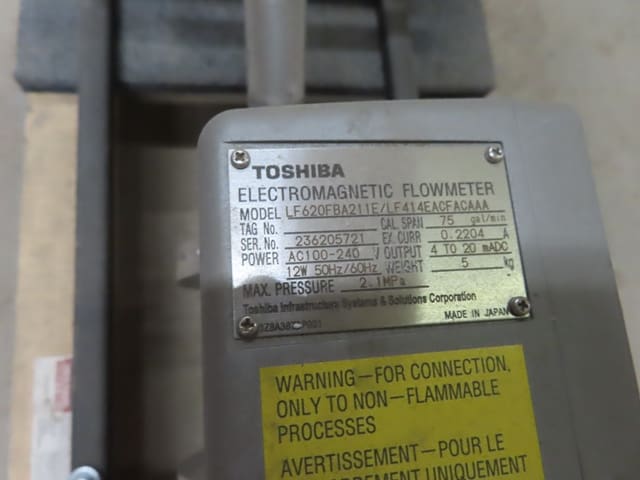 TOSHIBA
ELECTROMAGNETIC FLOWMETER
MODEL LF620FBA211E/LF414EACFACAAA
TAG No. CAL. SPAN 75 gal/min
SER. No. 236205721 EX. CURR 0.2204 A
POWER AC100-240 V OUTPUT 4 TO 20 mADC
12W 50Hz/60Hz WEIGHT 5 kg
MAX. PRESSURE 2.1MPa
Toshiba Infrastructure Systems & Solutions Corporation
MADE IN JAPAN
WARNING—FOR CONNECTION,
ONLY TO NON—FLAMMABLE
PROCESSES
AVERTISSEMENT—POUR LE
UNIQUEMENT